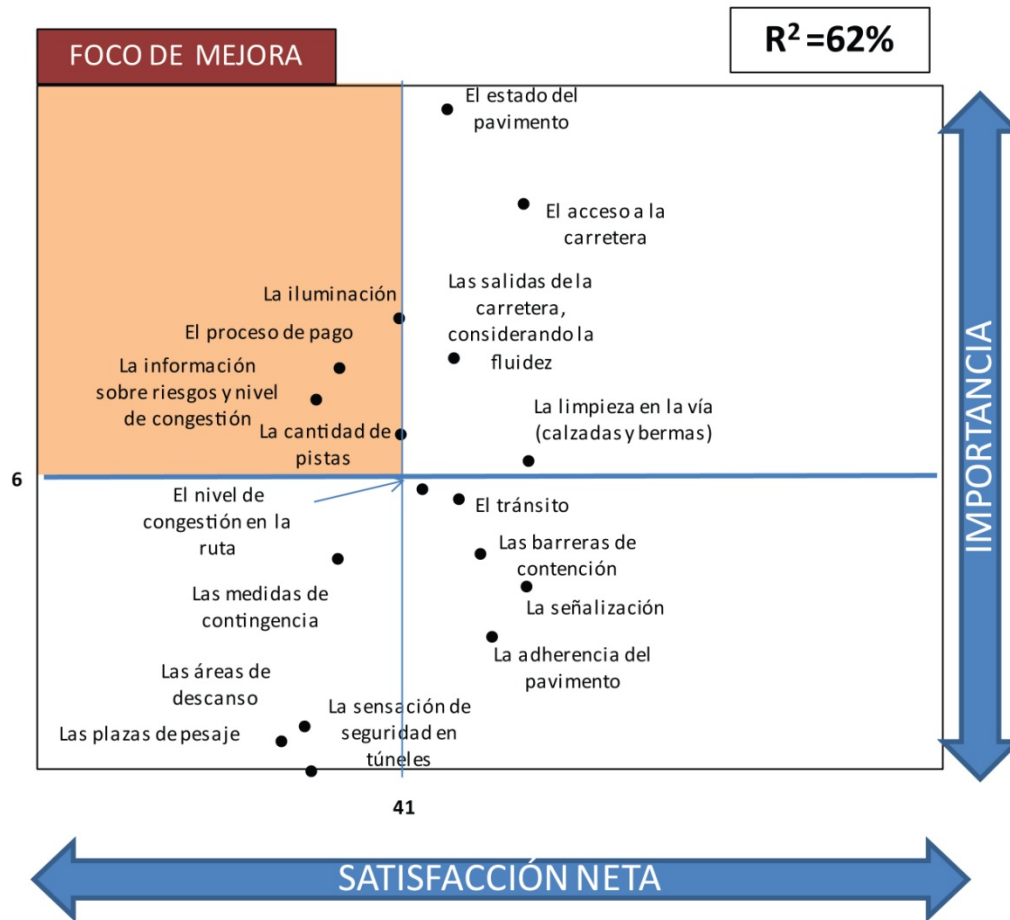 FOCO DE MEJORA
R² =62%
El estado del
pavimento
El acceso a la
carretera
La iluminación
Las salidas de la
carretera,
considerando la
fluidez
El proceso de pago
La información
sobre riesgos y nivel
de congestión
La cantidad de
pistas
La limpieza en la vía
(calzadas y bermas)
6
El nivel de
congestión en la
ruta
El tránsito
Las barreras de
contención
Las medidas de
contingencia
La señalización
La adherencia del
pavimento
Las áreas de
descanso
La sensación de
seguridad en
túneles
Las plazas de pesaje
41
IMPORTANCIA
SATISFACCIÓN NETA